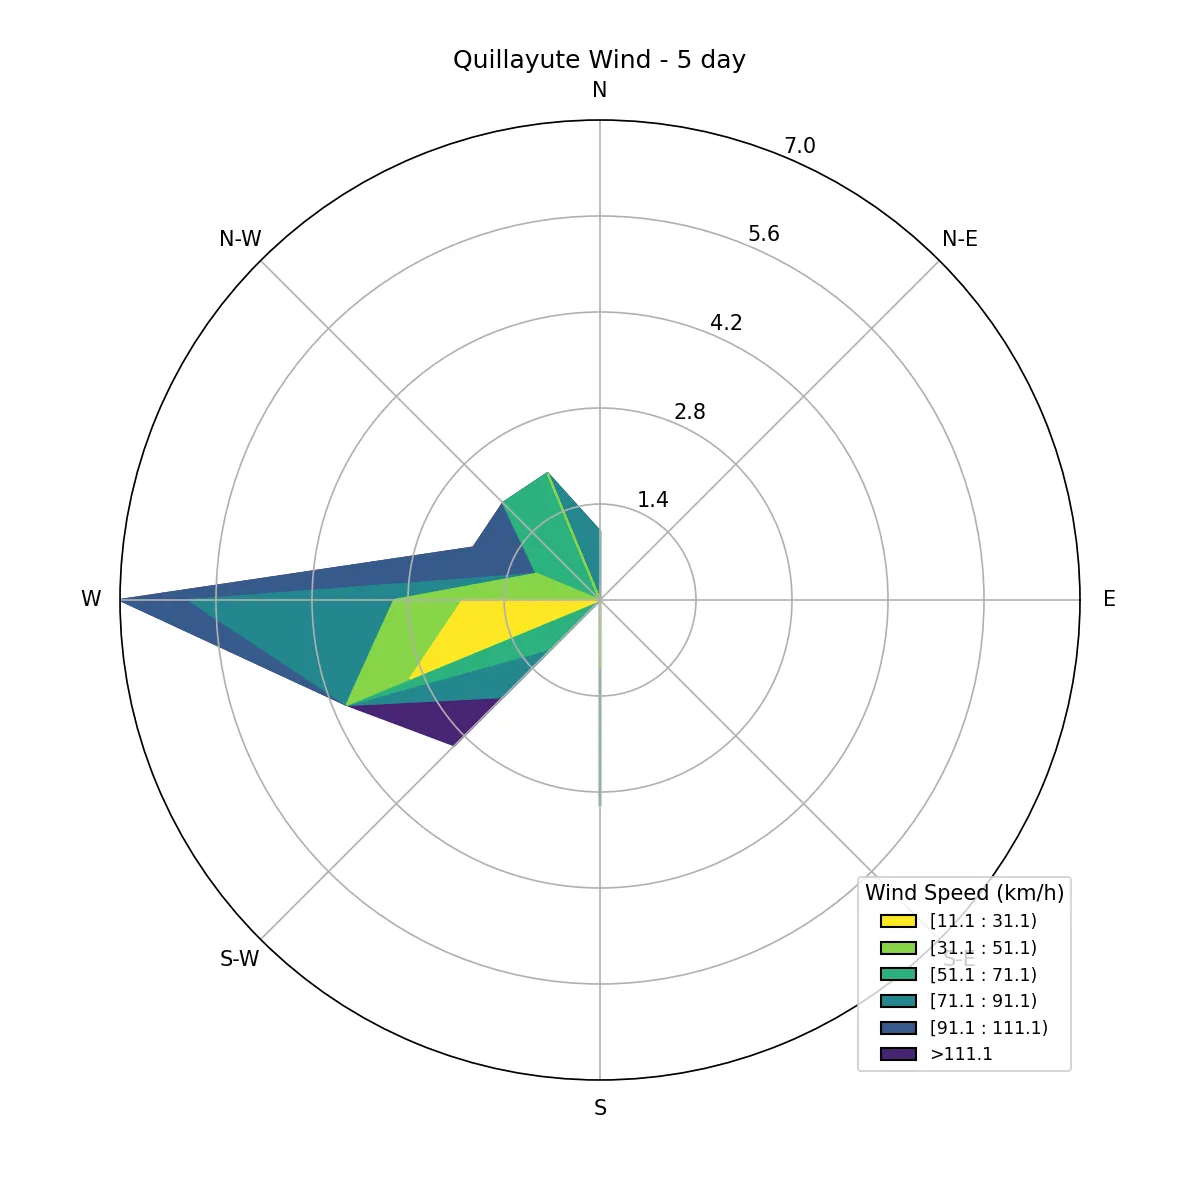 Quillayute Wind - 5 day
N
7.0
N-W
5.6
N-E
4.2
2.8
1.4
W
E
S-W
S-E
S
Wind Speed (km/h)
[11.1 : 31.1)
[31.1 : 51.1)
[51.1 : 71.1)
[71.1 : 91.1)
[91.1 : 111.1)
>111.1